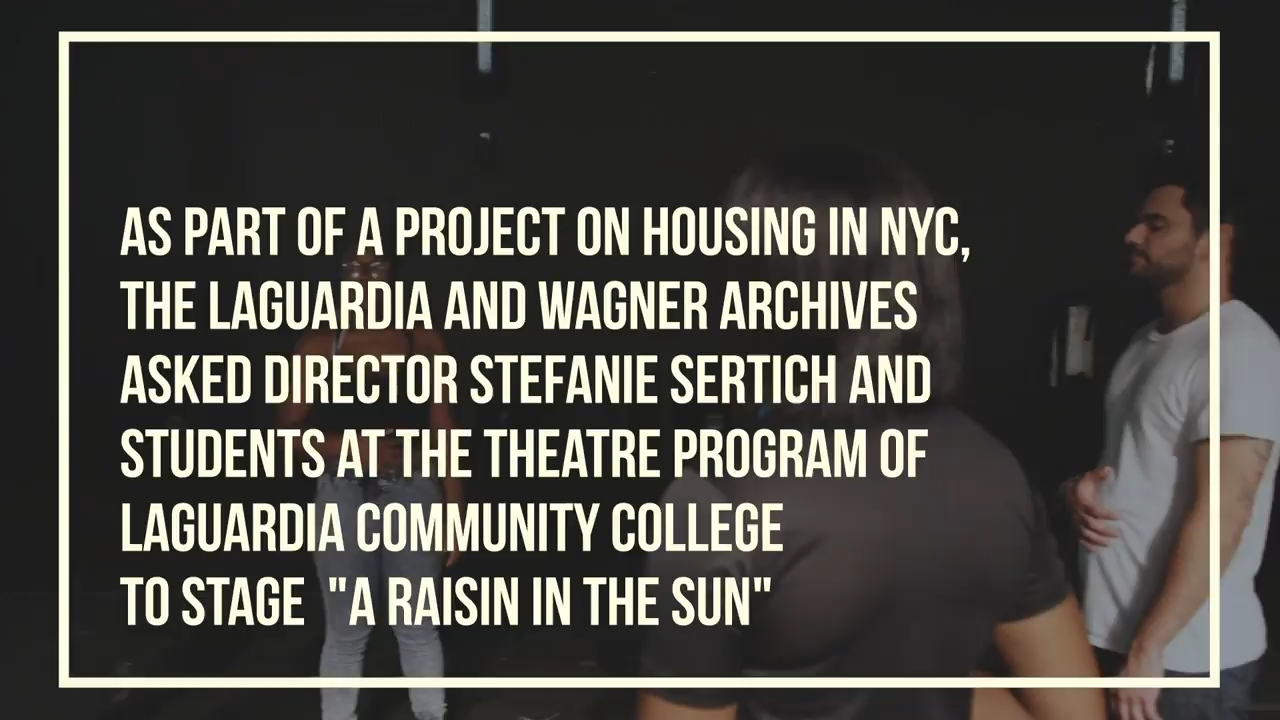 AS PART OF A PROJECT ON HOUSING IN NYC,
THE LAGUARDIA AND WAGNER ARCHIVES
ASKED DIRECTOR STEFANIE SERTICH AND
STUDENTS AT THE THEATRE PROGRAM OF
LAGUARDIA COMMUNITY COLLEGE
TO STAGE "A RAISIN IN THE SUN"